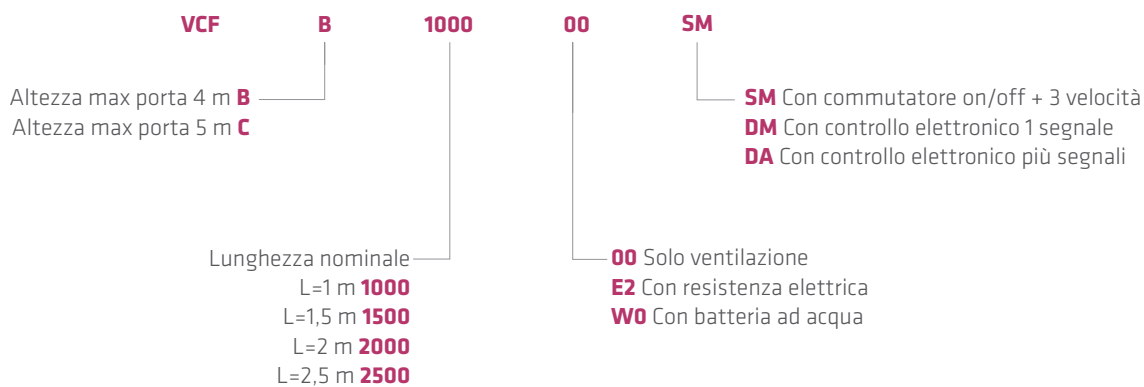 VCF B 1000 00 SM
Altezza max porta 4 m B
Altezza max porta 5 m C
SM Con commutatore on/off + 3 velocità
DM Con controllo elettronico 1 segnale
DA Con controllo elettronico più segnali
Lunghezza nominale
L=1 m 1000
L=1,5 m 1500
L=2 m 2000
L=2,5 m 2500
00 Solo ventilazione
E2 Con resistenza elettrica
W0 Con batteria ad acqua